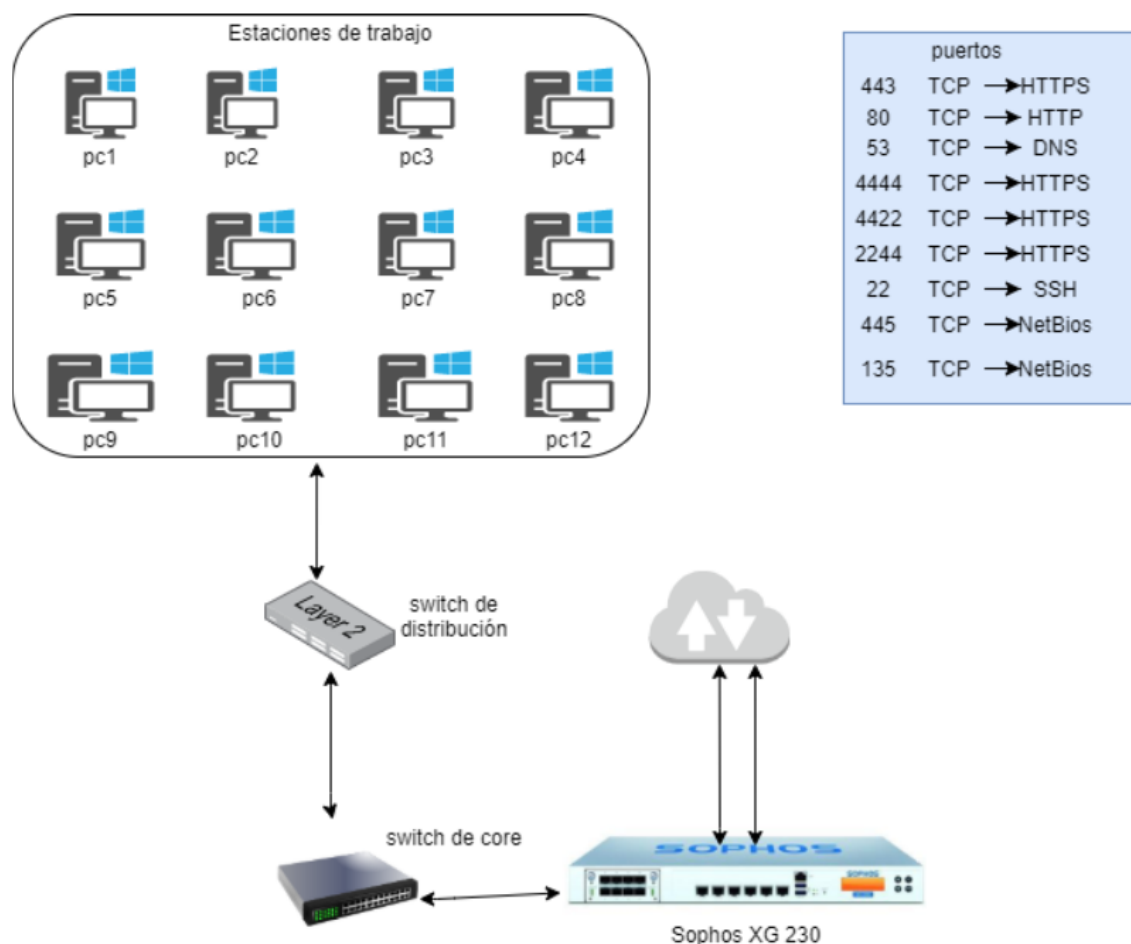 Estaciones de trabajo
pc1 pc2 pc3 pc4
pc5 pc6 pc7 pc8
pc9 pc10 pc11 pc12
puertos
443 TCP HTTPS
80 TCP HTTP
53 TCP DNS
4444 TCP HTTPS
4422 TCP HTTPS
2244 TCP HTTPS
22 TCP SSH
445 TCP NetBios
135 TCP NetBios
Layer 2
switch de
distribución
switch de core
SOPHOS
SOPHOS
Sophos XG 230